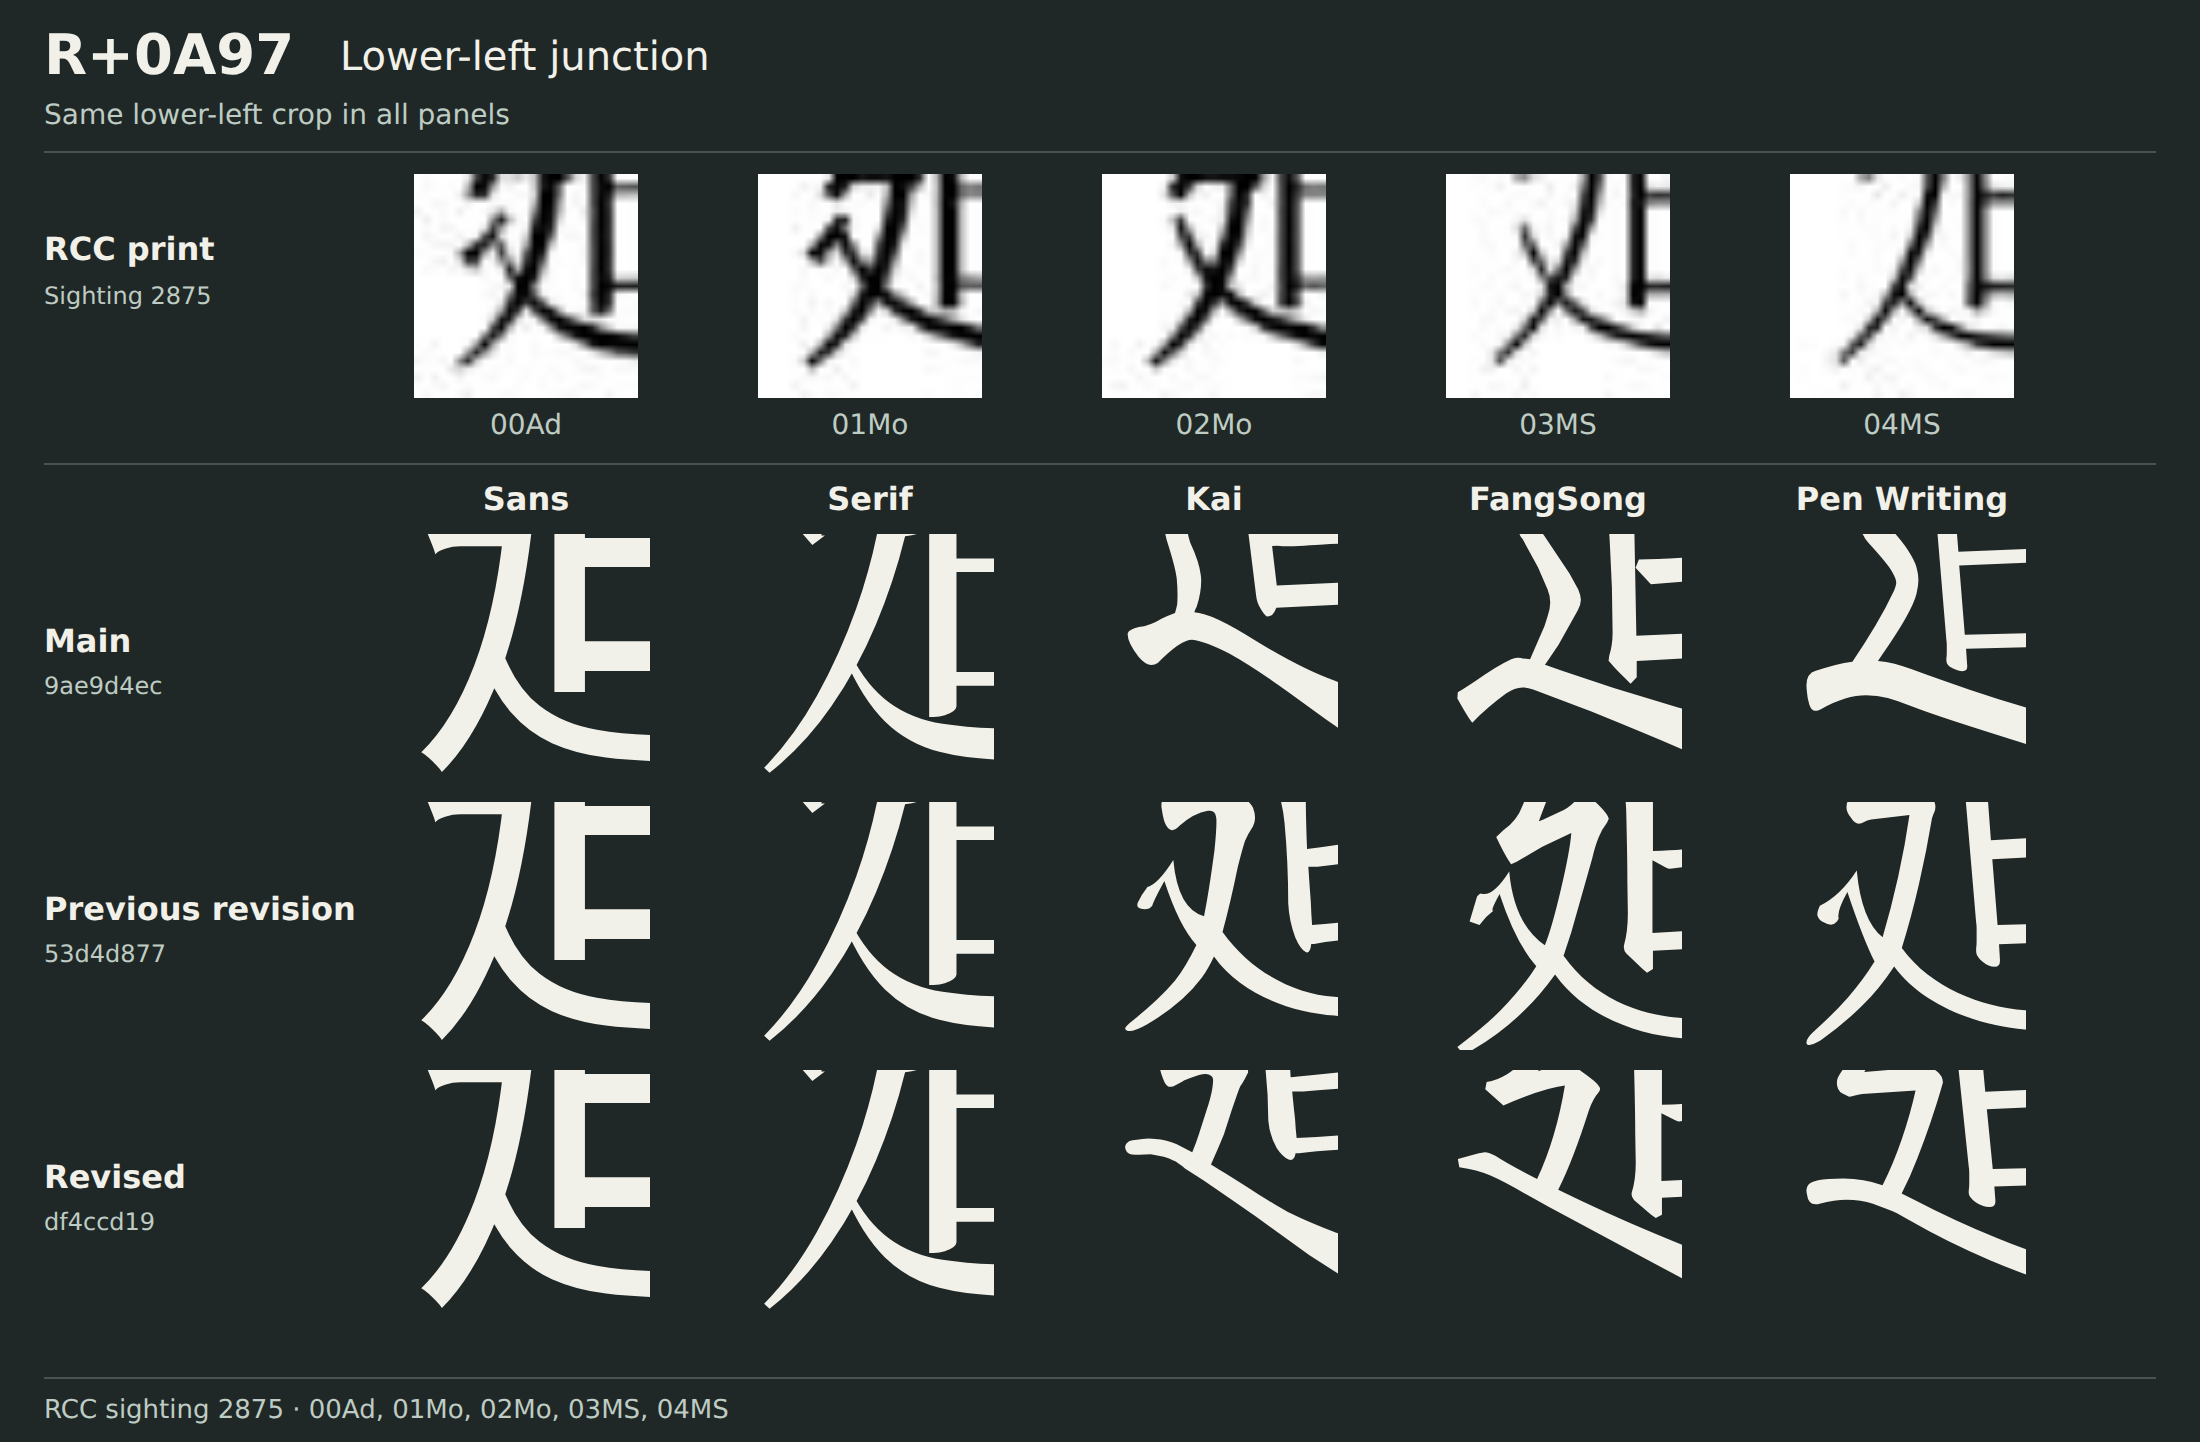 R+0A97 Lower-left junction
Same lower-left crop in all panels
RCC print
Sighting 2875
00Ad 01Mo 02Mo 03MS 04MS
Sans Serif Kai FangSong Pen Writing
Main
9ae9d4ec
Previous revision
53d4d877
Revised
df4ccd19
RCC sighting 2875 · 00Ad, 01Mo, 02Mo, 03MS, 04MS